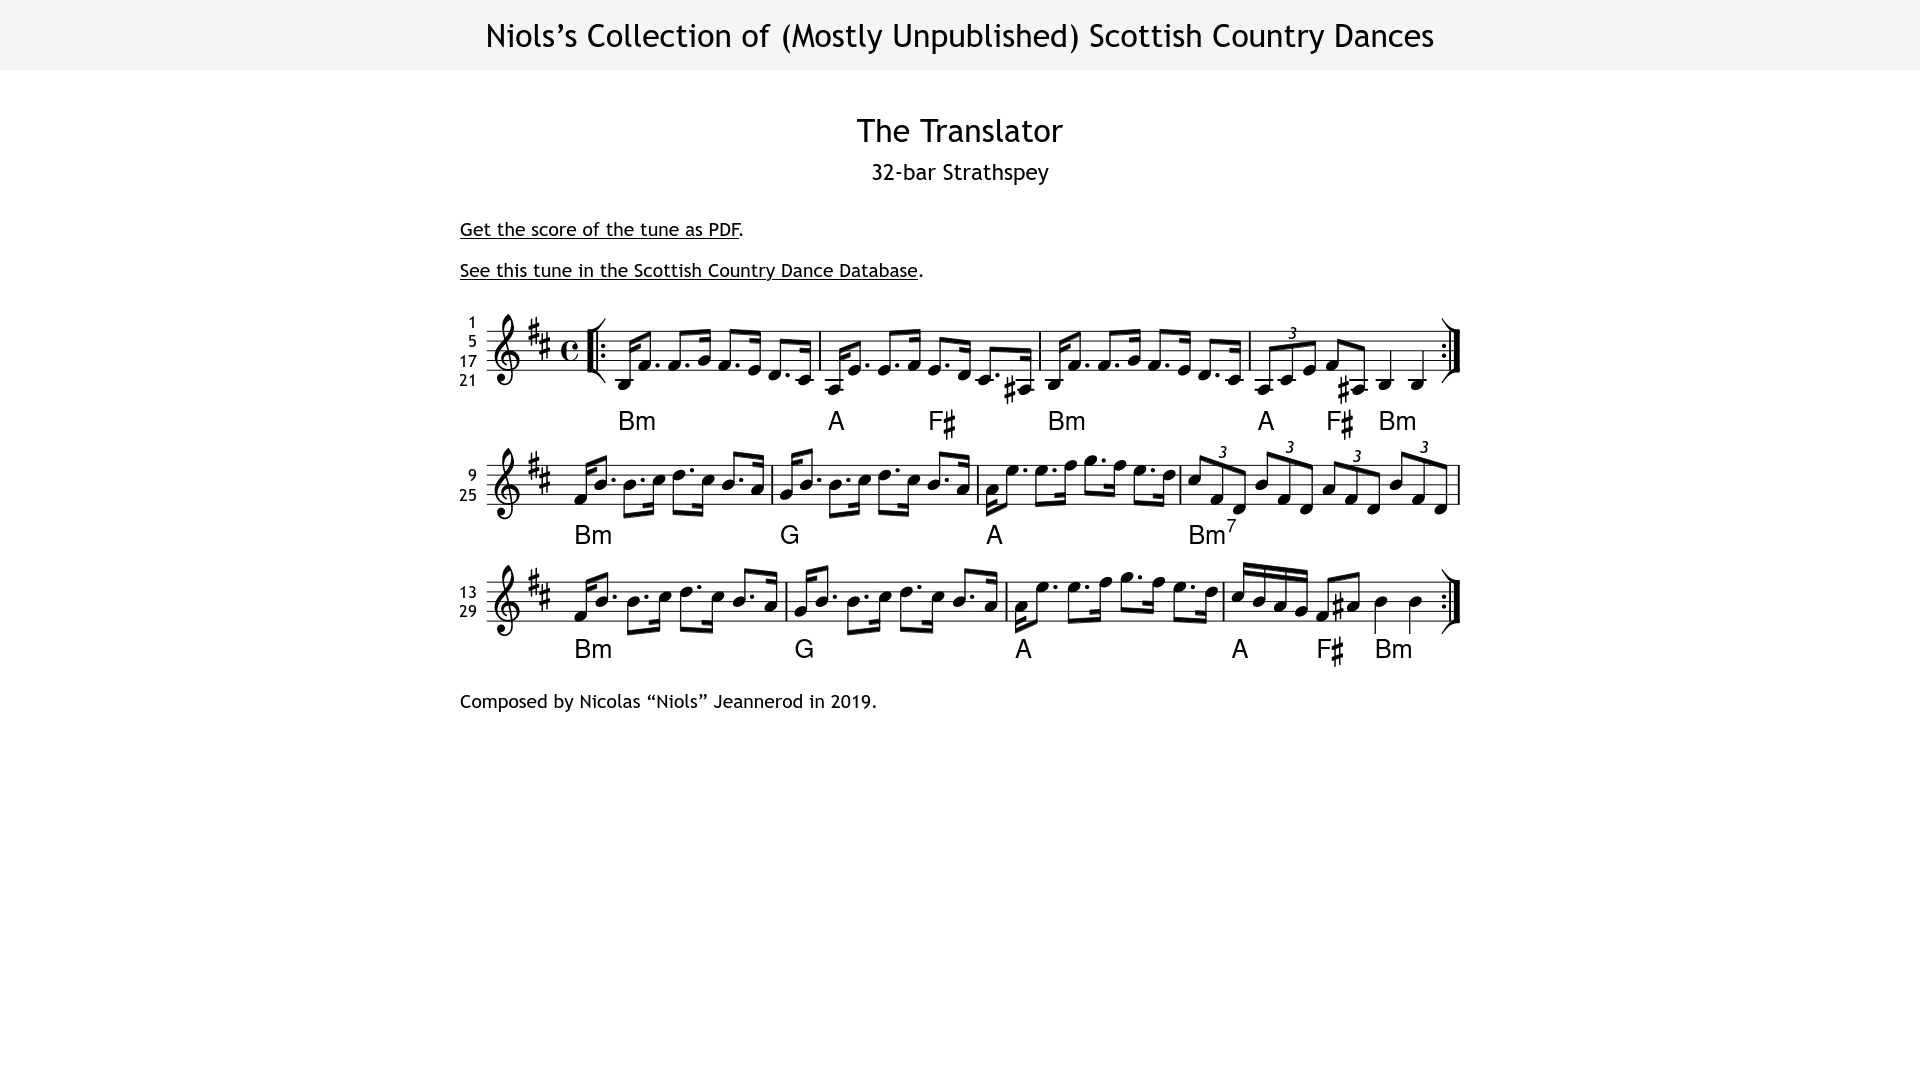 Niols’s Collection of (Mostly Unpublished) Scottish Country Dances
The Translator
32-bar Strathspey
Get the score of the tune as PDF.
See this tune in the Scottish Country Dance Database.
1
5
17
21
3
Bm A F♯ Bm A F♯ Bm
9
25
3 3 3 3
Bm G A Bm7
13
29
Bm G A A F♯ Bm
Composed by Nicolas “Niols” Jeannerod in 2019.